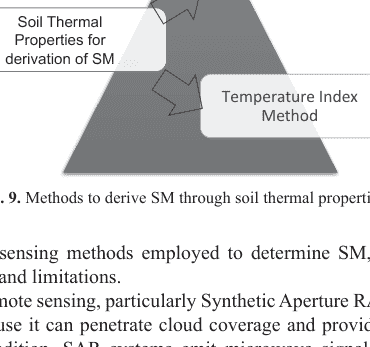 Soil Thermal
Properties for
derivation of SM
Temperature Index
Method
. 9. Methods to derive SM through soil thermal properti
sensing methods employed to determine SM,
and limitations.
mote sensing, particularly Synthetic Aperture RA
use it can penetrate cloud coverage and provid